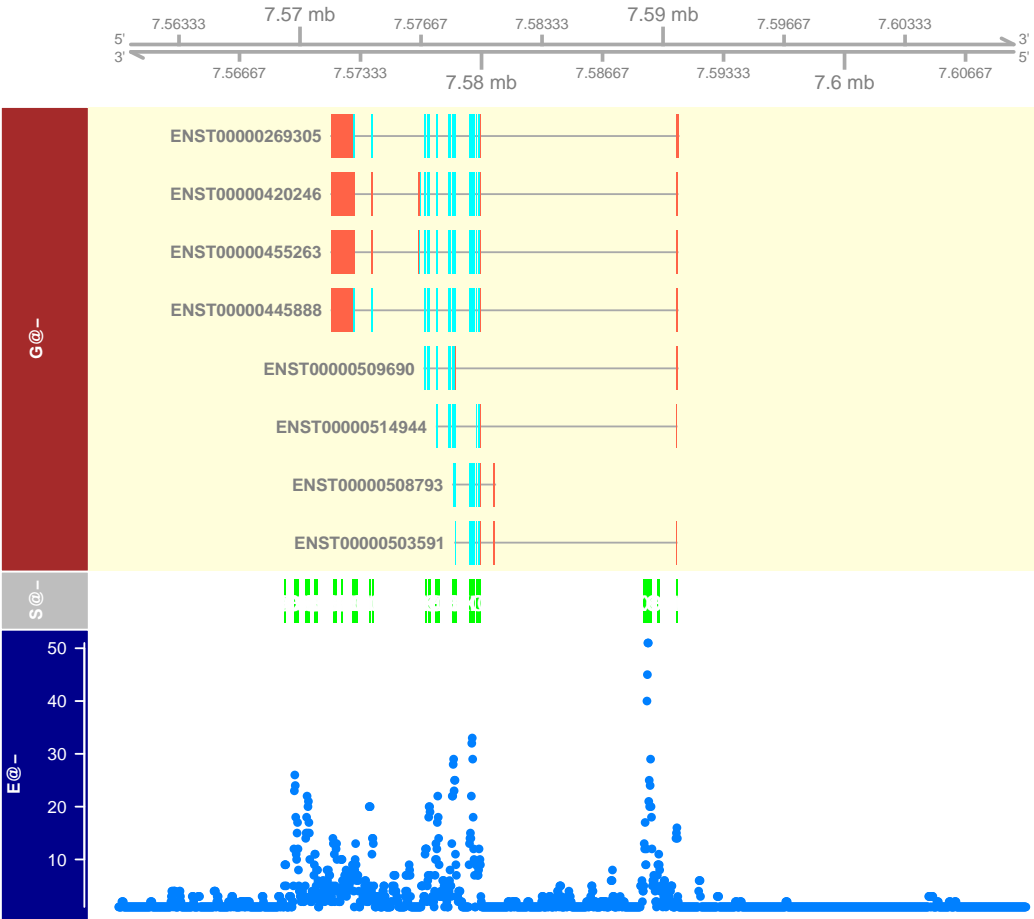 7.56333 7.57 mb 7.57667 7.58333 7.59 mb 7.59667 7.60333
5' 3'
3' 5'
7.56667 7.57333 7.58 mb 7.58667 7.59333 7.6 mb 7.60667
ENST00000269305
ENST00000420246
ENST00000455263
ENST00000445888
G@−
ENST00000509690
ENST00000514944
ENST00000508793
ENST00000503591
S@−
50
40
30
E@−
20
10